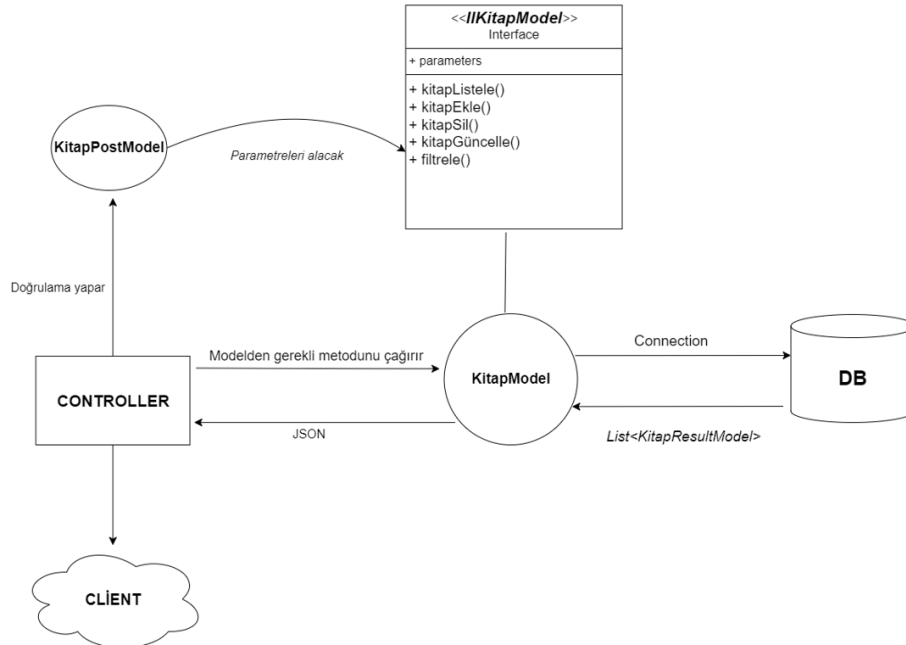 <<IIKitapModel>>
Interface
+ parameters
+ kitapListele()
+ kitapEkle()
+ kitapSil()
+ kitapGüncelle()
+ filtrele()
KitapPostModel
Parametreleri alacak
Doğrulama yapar
Modelden gerekli metodunu çağırır
Connection
CONTROLLER
KitapModel
DB
JSON
List<KitapResultModel>
CLİENT